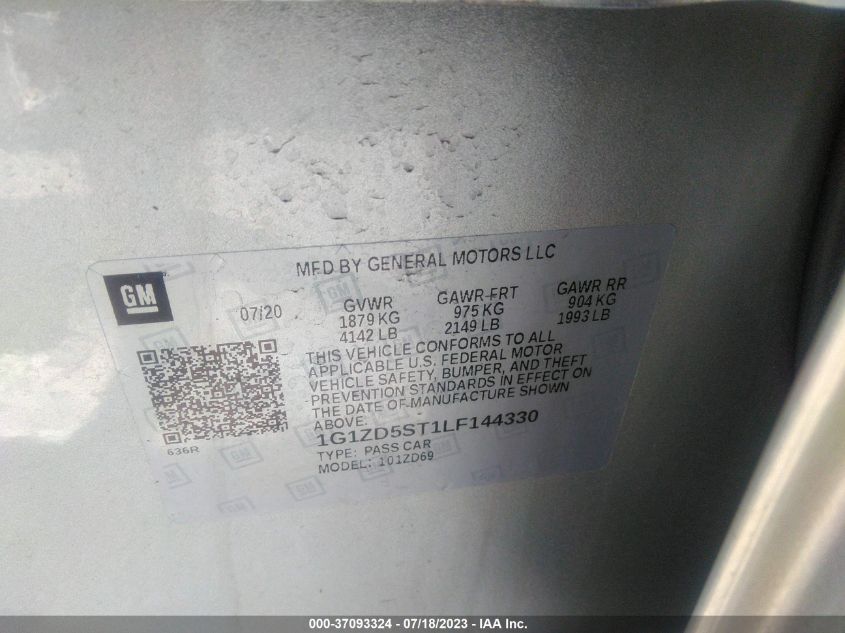 MFD BY GENERAL MOTORS LLC
GM
07/20 GVWR GAWR FRT GAWR RR
1879 KG 975 KG 904 KG
4142 LB 2149 LB 1993 LB
THIS VEHICLE CONFORMS TO ALL
APPLICABLE U.S. FEDERAL MOTOR
VEHICLE SAFETY, BUMPER, AND THEFT
PREVENTION STANDARDS IN EFFECT ON
THE DATE OF MANUFACTURE SHOWN
ABOVE.
1G1ZD5ST1LF144330
636R
TYPE: PASS CAR
MODEL: 101ZD69
000-37093324 - 07/18/2023 - IAAI.COM